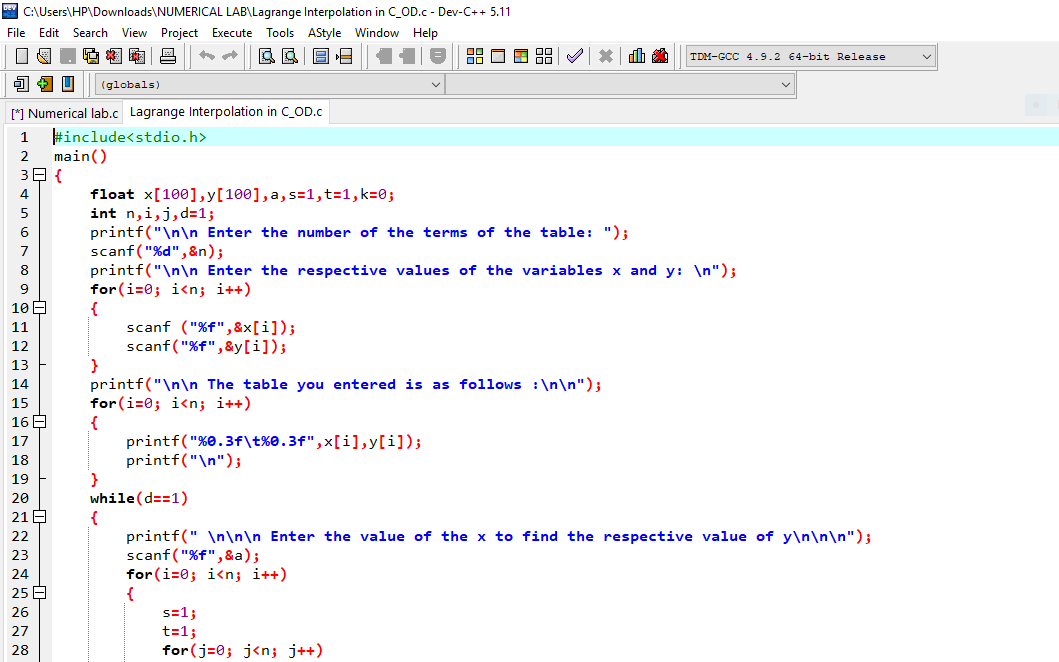 C:\Users\HP\Downloads\NUMERICAL LAB\Lagrange Interpolation in C_OD.c - Dev-C++ 5.11
File Edit Search View Project Execute Tools AStyle Window Help
TDM-GCC 4.9.2 64-bit Release
(globals)
[*] Numerical lab.c Lagrange Interpolation in C_OD.c
1 #include<stdio.h>
2 main()
3 {
4 float x[100],y[100],a,s=1,t=1,k=0;
5 int n,i,j,d=1;
6 printf("\n\n Enter the number of the terms of the table: ");
7 scanf("%d",&n);
8 printf("\n\n Enter the respective values of the variables x and y: \n");
9 for(i=0; i<n; i++)
10 {
11 scanf ("%f",&x[i]);
12 scanf("%f",&y[i]);
13 }
14 printf("\n\n The table you entered is as follows :\n\n");
15 for(i=0; i<n; i++)
16 {
17 printf("%0.3f\t%0.3f",x[i],y[i]);
18 printf("\n");
19 }
20 while(d==1)
21 {
22 printf(" \n\n\n Enter the value of the x to find the respective value of y\n\n\n");
23 scanf("%f",&a);
24 for(i=0; i<n; i++)
25 {
26 s=1;
27 t=1;
28 for(j=0; j<n; j++)